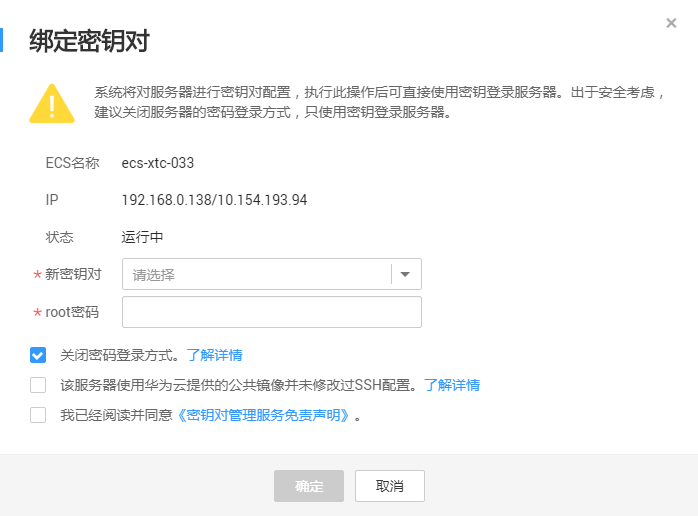 绑定密钥对
系统将对服务器进行密钥对配置，执行此操作后可直接使用密钥登录服务器。出于安全考虑，
建议关闭服务器的密码登录方式，只使用密钥登录服务器。
ECS名称 ecs-xtc-033
IP 192.168.0.138/10.154.193.94
状态 运行中
* 新密钥对 请选择
* root密码
关闭密码登录方式。了解详情
该服务器使用华为云提供的公共镜像并未修改过SSH配置。了解详情
我已经阅读并同意《密钥对管理服务免责声明》。
确定 取消